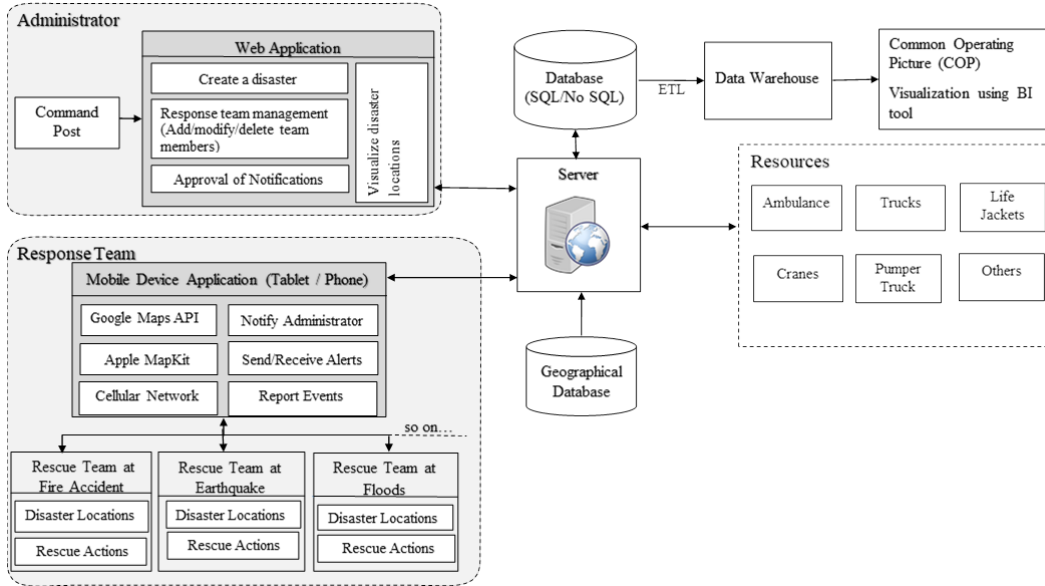 Administrator
Web Application
Create a disaster
Response team management
(Add/modify/delete team
members)
Approval of Notifications
Visualize disaster
locations
Command
Post
Database
(SQL/No SQL)
ETL
Data Warehouse
Common Operating
Picture (COP)
Visualization using BI
tool
Server
Resources
Ambulance
Trucks
Life
Jackets
Cranes
Pumper
Truck
Others
Geographical
Database
Response Team
Mobile Device Application (Tablet / Phone)
Google Maps API
Notify Administrator
Apple MapKit
Send/Receive Alerts
Cellular Network
Report Events
so on...
Rescue Team at
Fire Accident
Disaster Locations
Rescue Actions
Rescue Team at
Earthquake
Disaster Locations
Rescue Actions
Rescue Team at
Floods
Disaster Locations
Rescue Actions